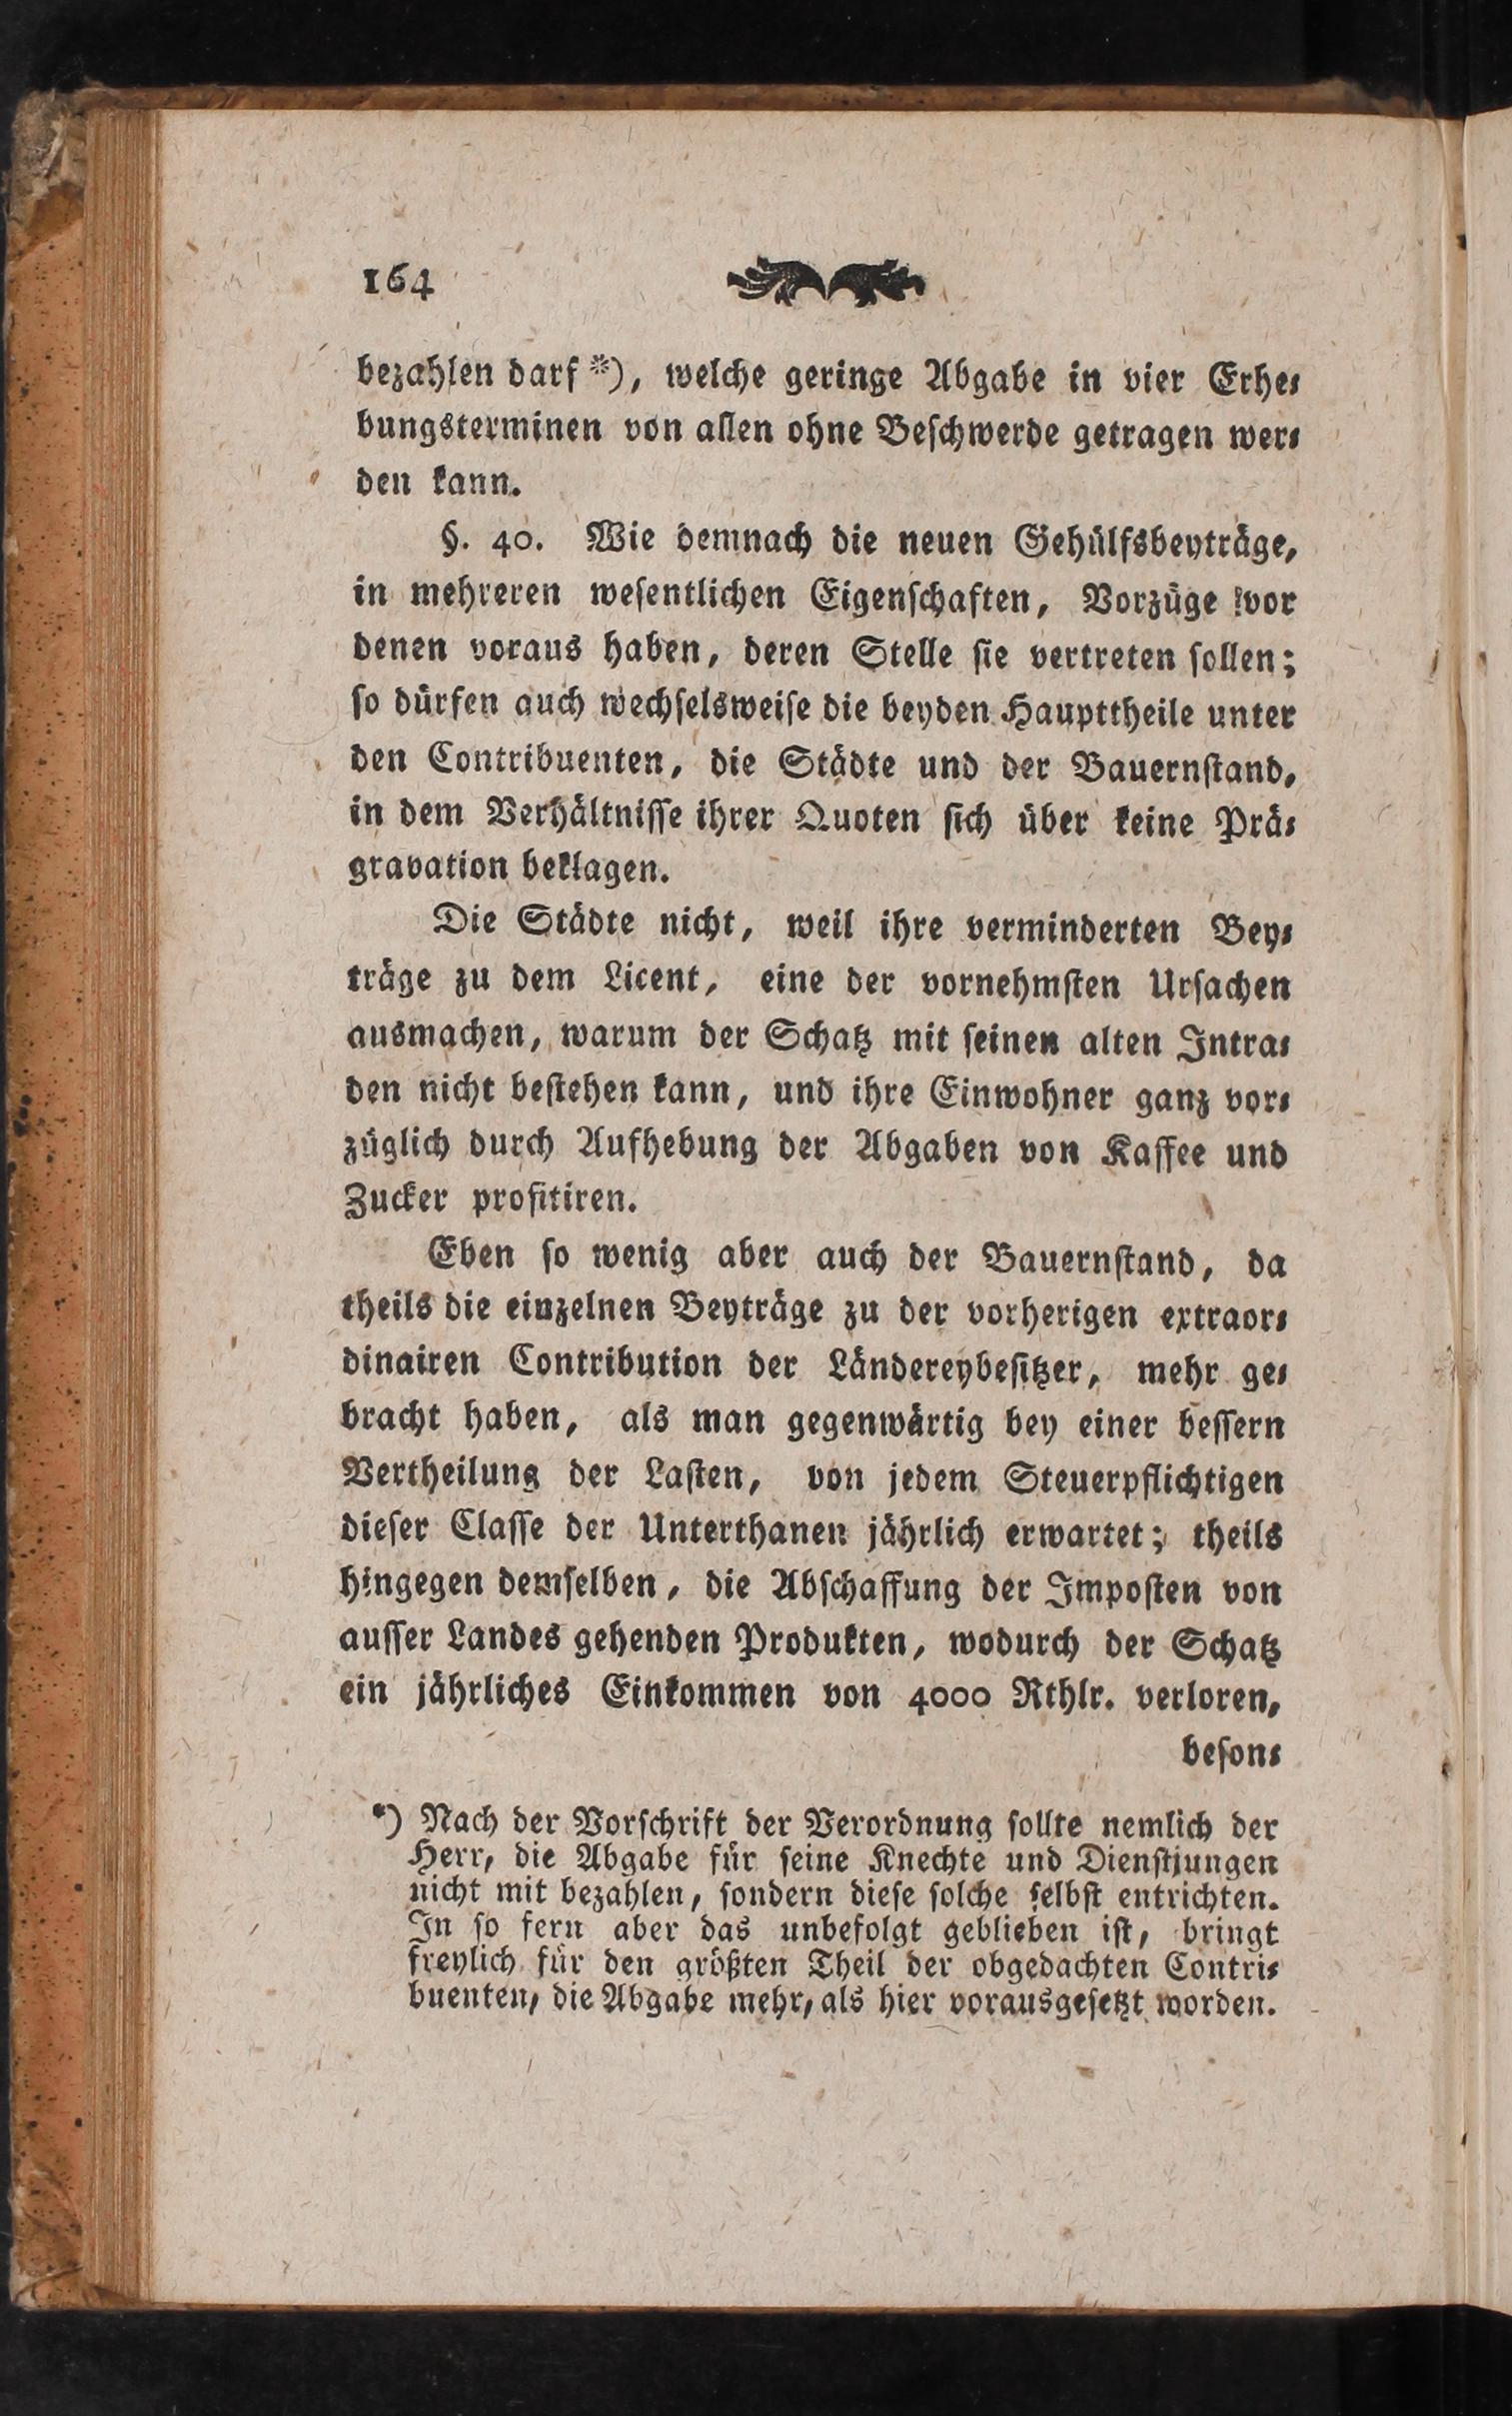 164
bezahlen darf *), welche geringe Abgabe in vier Erhe⸗
bungsterminen von allen ohne Beschwerde getragen wer⸗
den kann.
§. 40. Wie demnach die neuen Gehülfsbeyträge,
in mehreren wesentlichen Eigenschaften, Vorzüge vor
denen voraus haben, deren Stelle sie vertreten sollen;
so dürfen auch wechselsweise die beyden Haupttheile unter
den Contribuenten, die Städte und der Bauernstand,
in dem Verhältnisse ihrer Quoten sich über keine Prä⸗
gravation beklagen.
Die Städte nicht, weil ihre verminderten Bey⸗
träge zu dem Licent, eine der vornehmsten Ursachen
ausmachen, warum der Schatz mit seinen alten Intra⸗
den nicht bestehen kann, und ihre Einwohner ganz vor⸗
züglich durch Aufhebung der Abgaben von Kaffee und
Zucker profitiren.
Eben so wenig aber auch der Bauernstand, da
theils die einzelnen Beyträge zu der vorherigen extraor⸗
dinairen Contribution der Ländereybesitzer, mehr ge⸗
bracht haben, als man gegenwärtig bey einer bessern
Vertheilung der Lasten, von jedem Steuerpflichtigen
dieser Classe der Unterthanen jährlich erwartet; theils
hingegen demselben, die Abschaffung der Imposten von
ausser Landes gehenden Produkten, wodurch der Schatz
ein jährliches Einkommen von 4000 Rthlr. verloren,
beson⸗
*) Nach der Vorschrift der Verordnung sollte nemlich der
Herr, die Abgabe für seine Knechte und Dienstjungen
nicht mit bezahlen, sondern diese solche selbst entrichten.
In so fern aber das unbefolgt geblieben ist, bringt
freylich für den größten Theil der obgedachten Contri⸗
buenten, die Abgabe mehr, als hier vorausgesetzt worden.